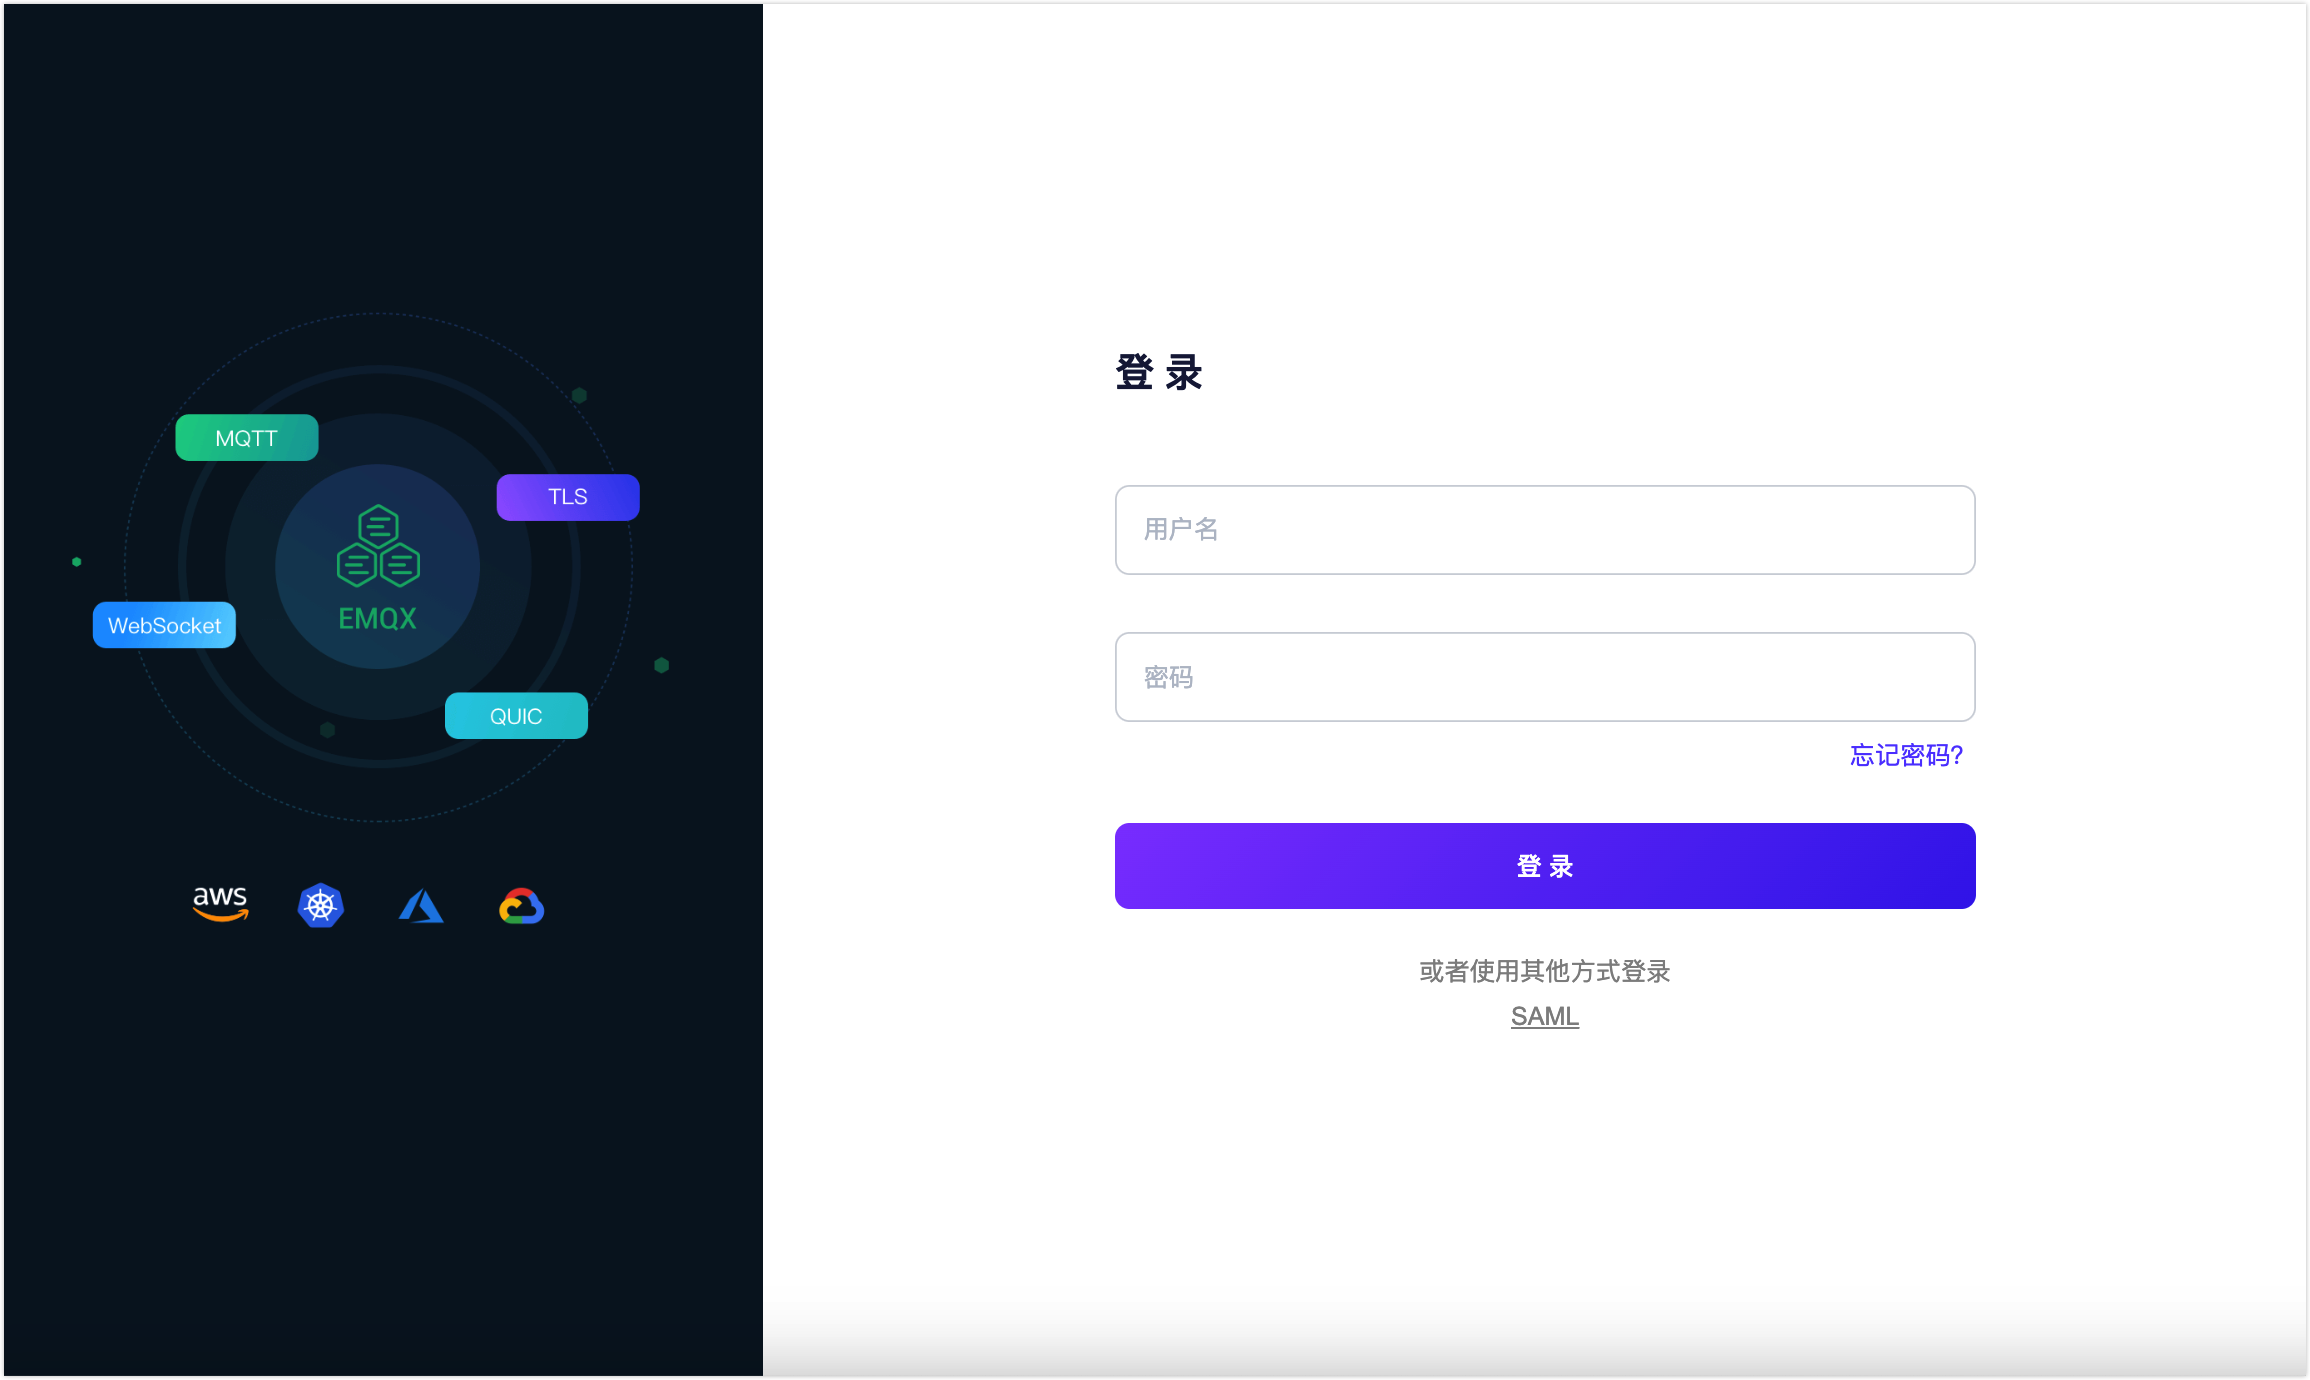 MQTT
TLS
EMQX
WebSocket
QUIC
aws
登 录
用户名
密码
忘记密码?
登 录
或者使用其他方式登录
SAML